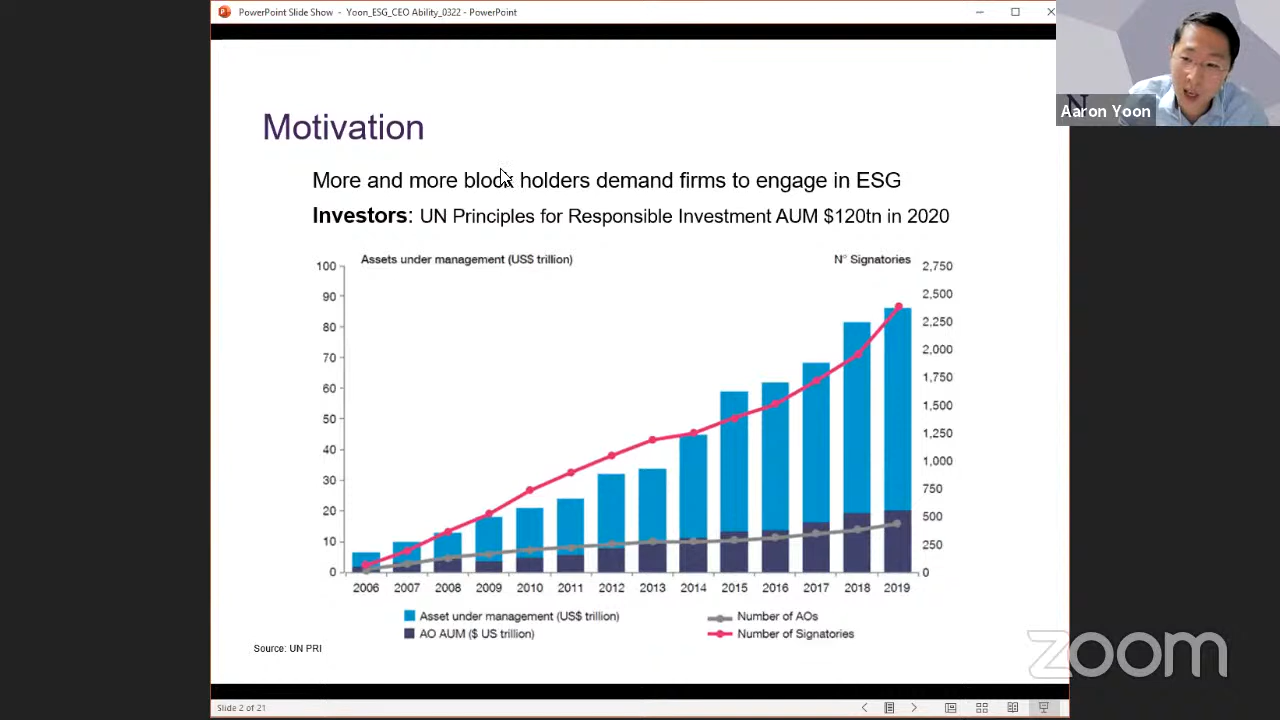 PowerPoint Slide Show - Yoon_ESG_CEO Ability_0322 - PowerPoint
N
Aaron Yoon
Motivation
More and more block holders demand firms to engage in ESG
Investors: UN Principles for Responsible Investment AUM $120tn in 2020
Assets under management (US$ trillion)
N° Signatories
100
90
80
70
60
50
40
30
20
10
0
2,750
2,500
2,250
2,000
1,750
1,500
1,250
1,000
750
500
250
0
2006 2007 2008 2009 2010 2011 2012 2013 2014 2015 2016 2017 2018 2019
Asset under management (US$ trillion)
Number of AOs
AO AUM ($ US trillion)
Number of Signatories
Source: UN PRI
zoom
Slide 2 of 21